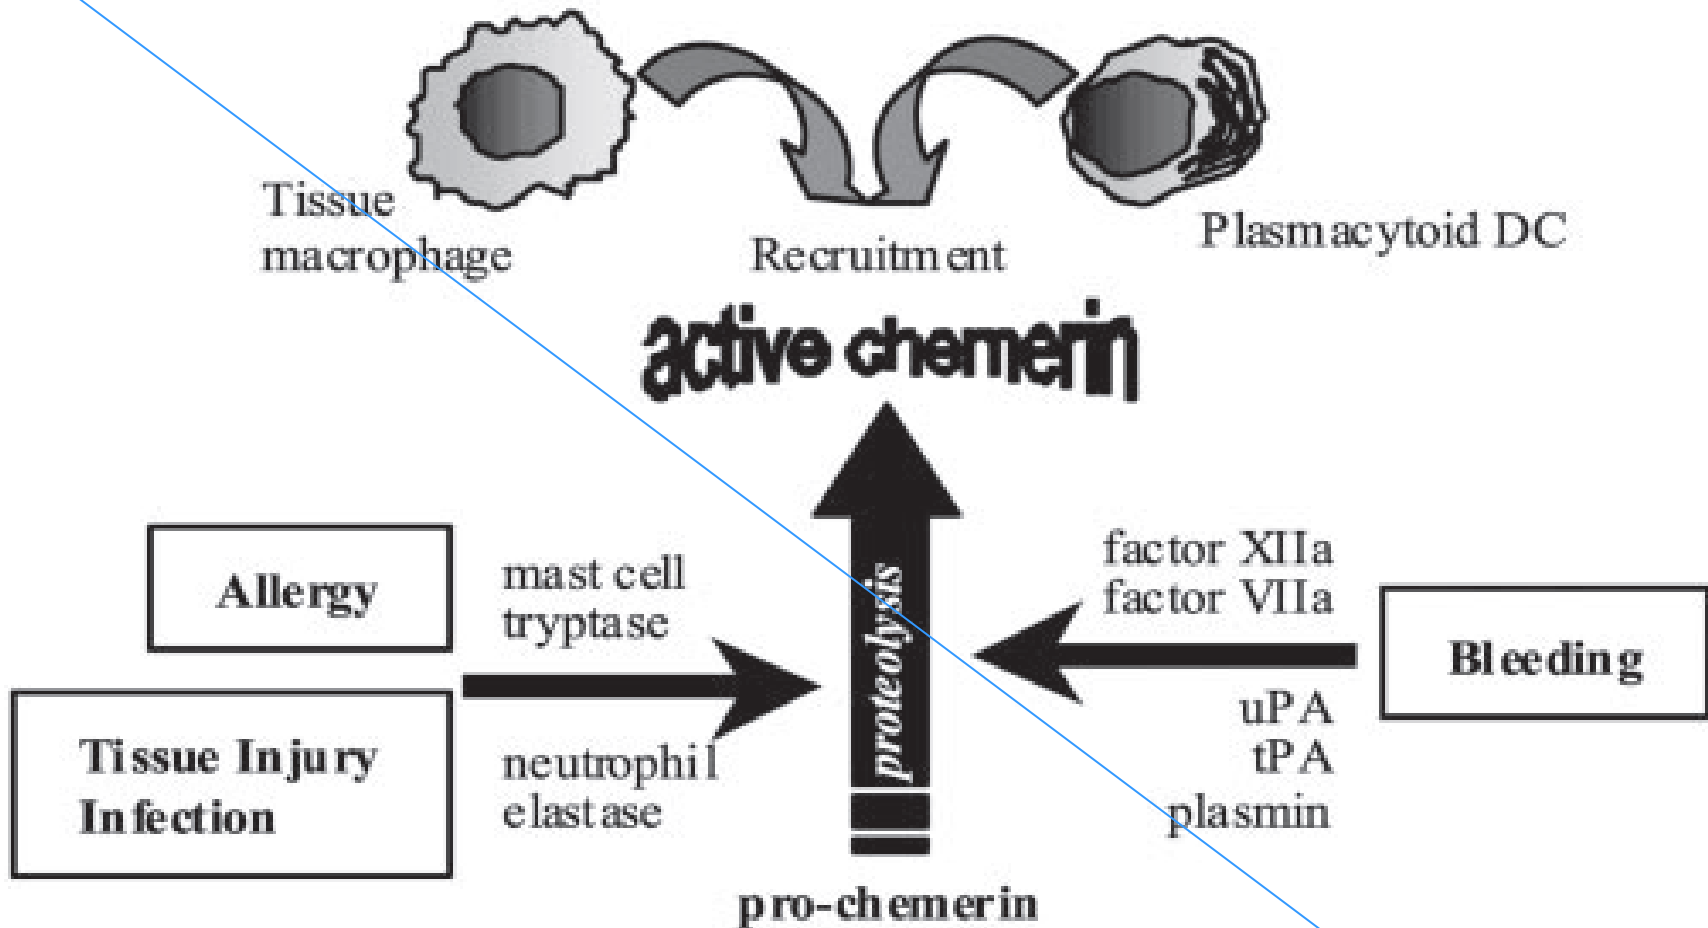 Tissue
macrophage
Recruitment
Plasmacytoid DC
active chemerin
Allergy
mast cell
tryptase
Tissue Injury
Infection
neutrophil
elastase
proteolysis
factor XIIa
factor VIIa
Bleeding
uPA
tPA
plasmin
pro-chemerin